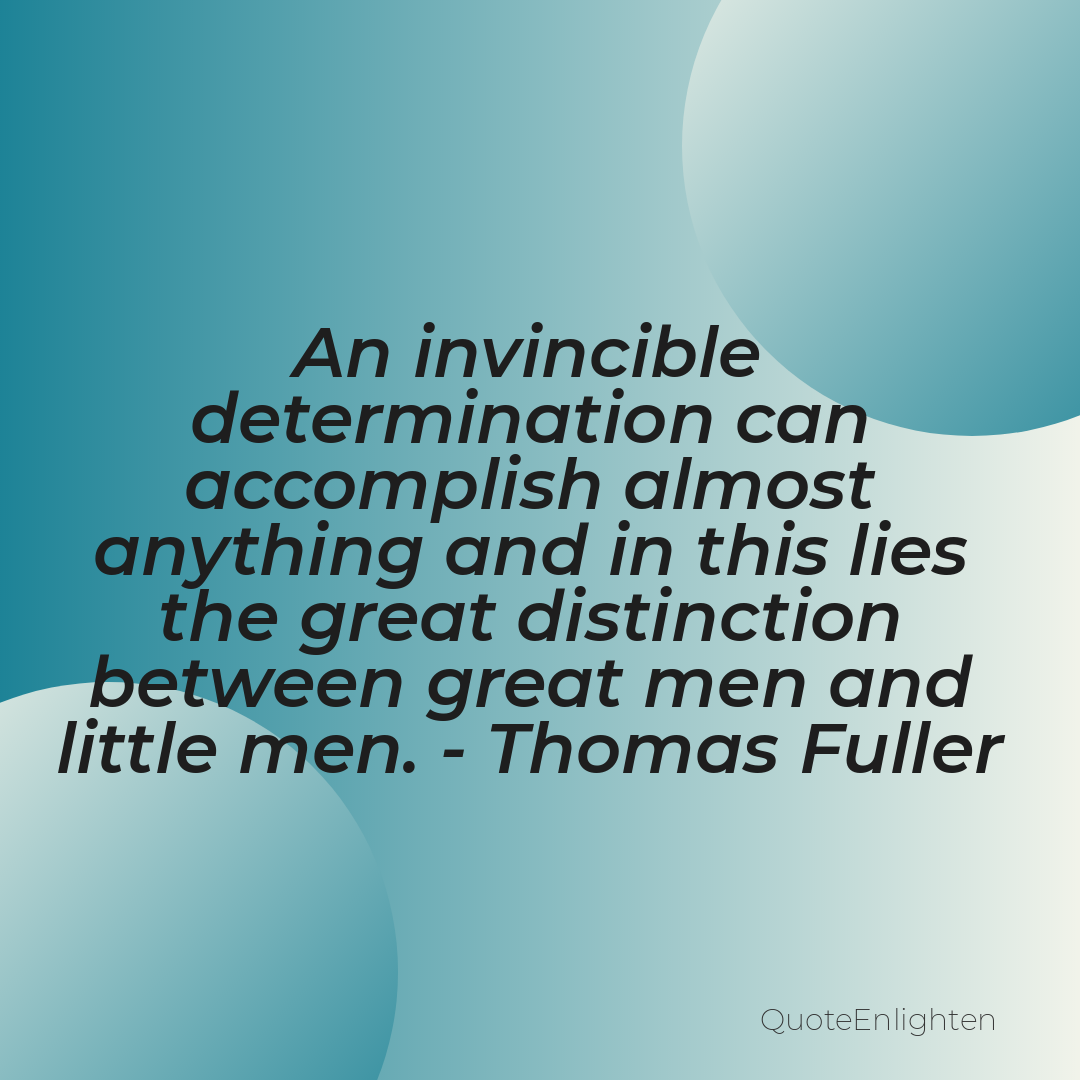 An invincible
determination can
accomplish almost
anything and in this lies
the great distinction
between great men and
little men. - Thomas Fuller
QuoteEnlighten